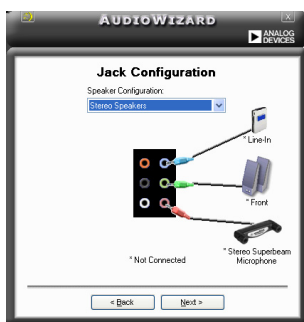 AUDIOWIZARD
ANALOG
DEVICES
Jack Configuration
Speaker Configuration:
Stereo Speakers
* Line-In
* Front
* Stereo Superbeam
Microphone
* Not Connected
< Back
Next >